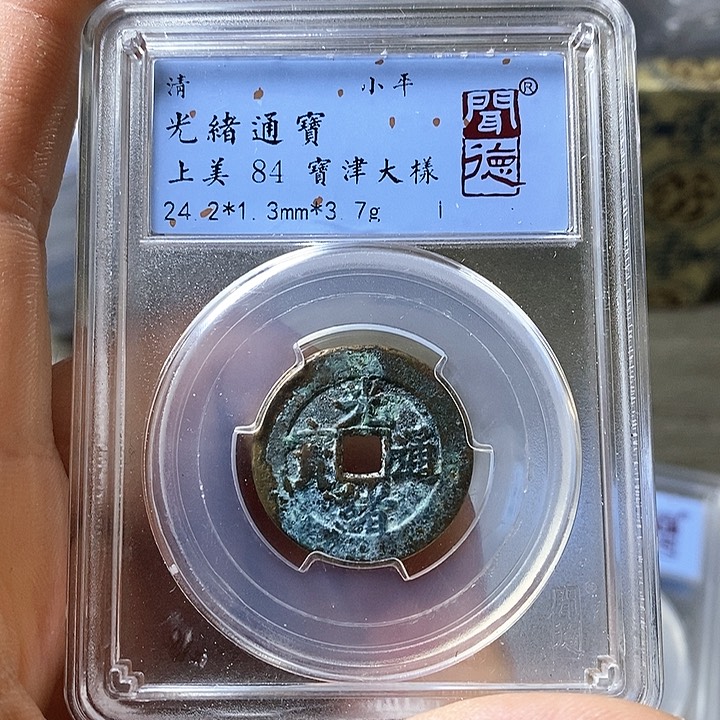 清 小平
光緒通寶
上美 84 寶津大樣
24.2*1.3mm*3.7g i
聞德®
光緒通寶